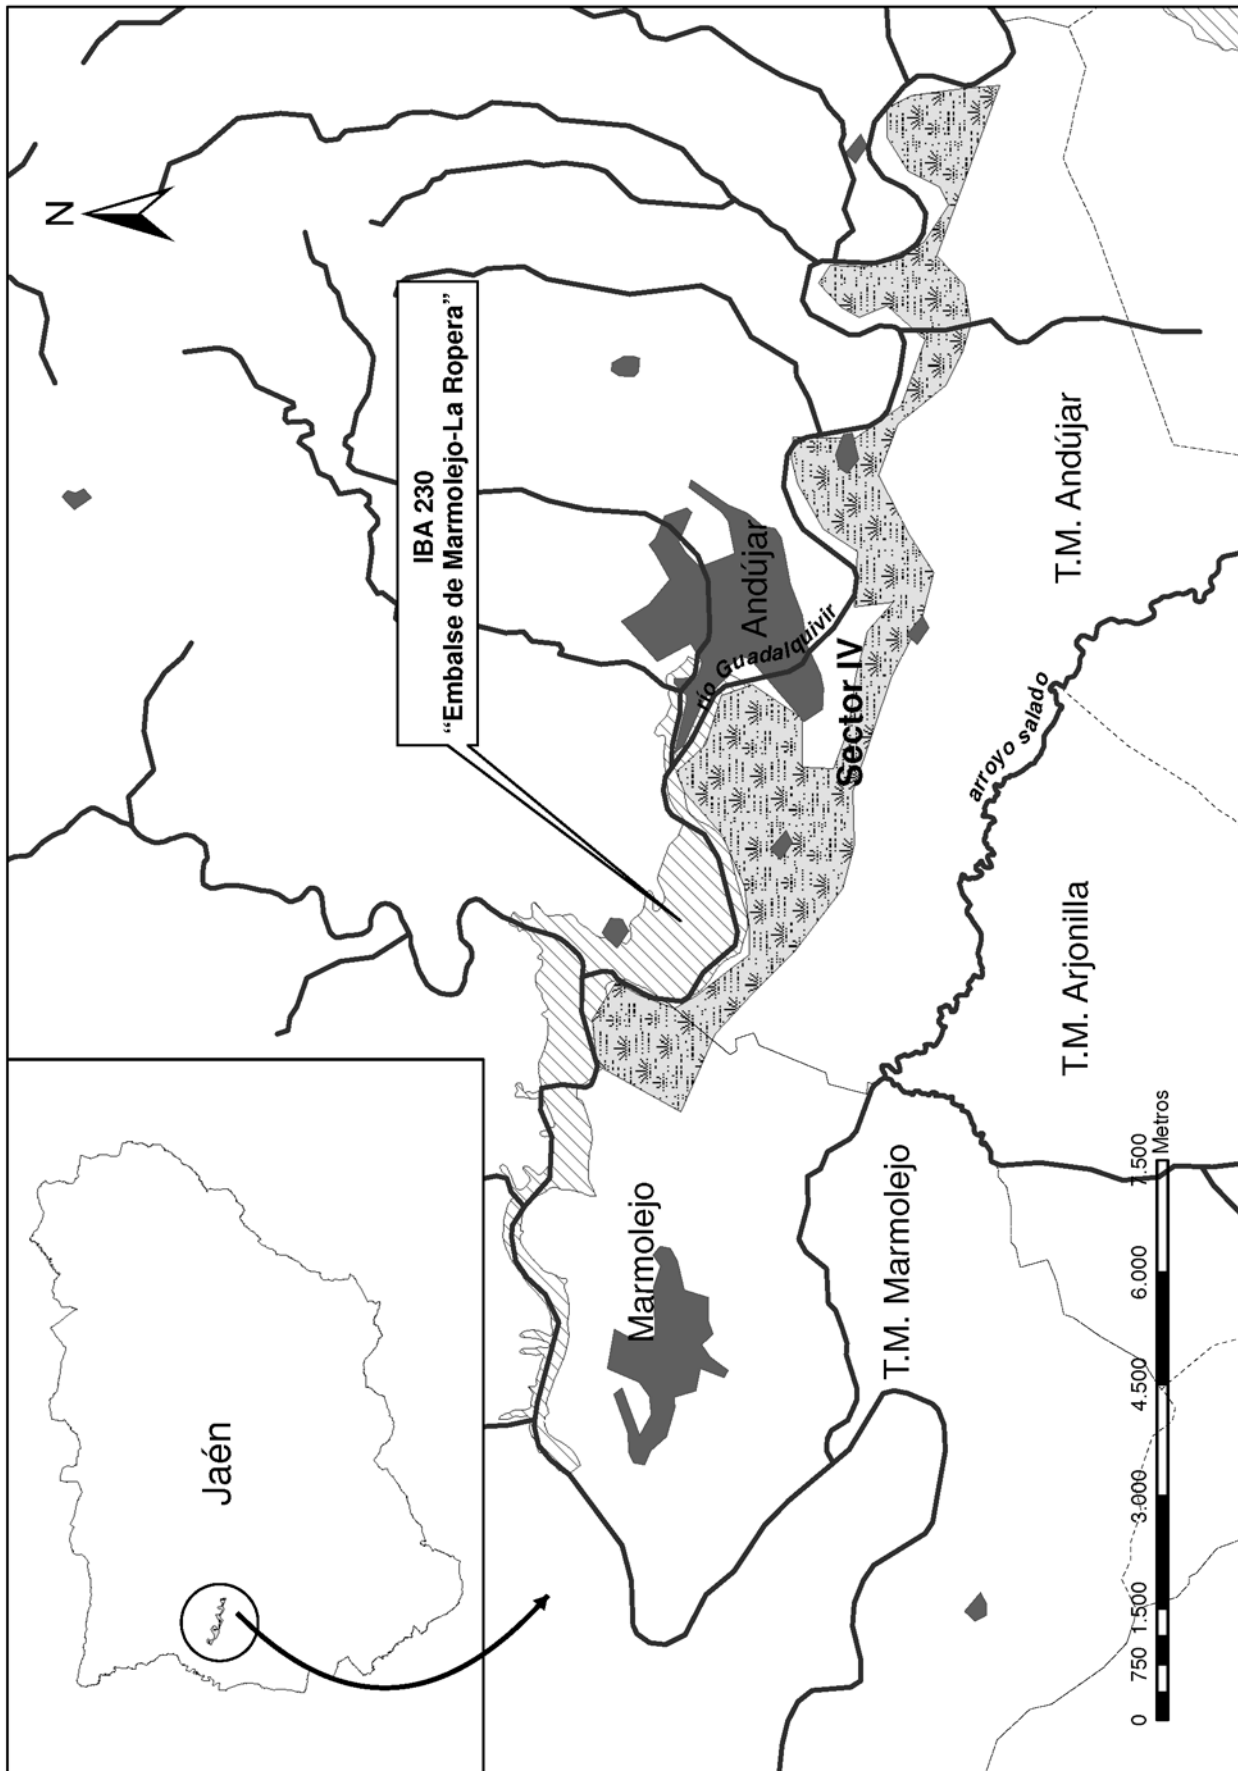 Jaén
N
IBA 230
“Embalse de Marmolejo-La Ropera”
Marmolejo
Andújar
río Guadalquivir
Sector IV
arroyo salado
T.M. Marmolejo
T.M. Arjonilla
T.M. Andújar
0 750 1.500 3.000 4.500 6.000 7.500
Metros